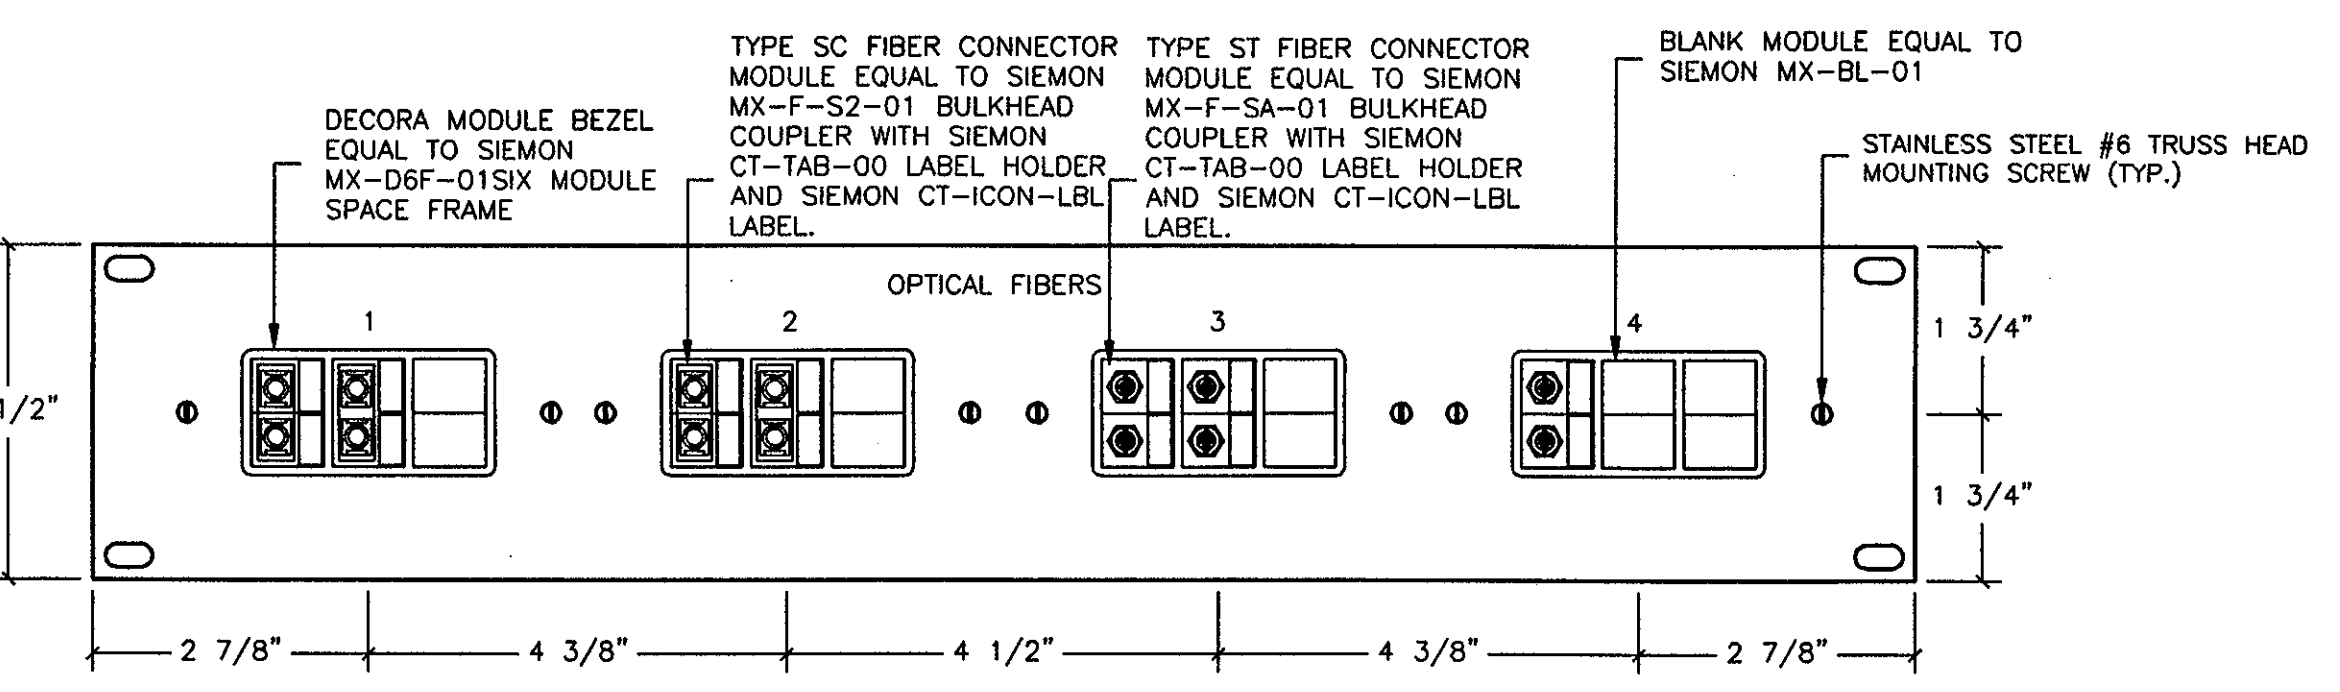 TYPE SC FIBER CONNECTOR
MODULE EQUAL TO SIEMON
MX-F-S2-01 BULKHEAD
COUPLER WITH SIEMON
CT-TAB-00 LABEL HOLDER
AND SIEMON CT-ICON-LBL
LABEL.
TYPE ST FIBER CONNECTOR
MODULE EQUAL TO SIEMON
MX-F-SA-01 BULKHEAD
COUPLER WITH SIEMON
CT-TAB-00 LABEL HOLDER
AND SIEMON CT-ICON-LBL
LABEL.
BLANK MODULE EQUAL TO
SIEMON MX-BL-01
DECORA MODULE BEZEL
EQUAL TO SIEMON
MX-D6F-01SIX MODULE
SPACE FRAME
STAINLESS STEEL #6 TRUSS HEAD
MOUNTING SCREW (TYP.)
OPTICAL FIBERS
1
2
3
4
1 3/4"
1/2"
1 3/4"
2 7/8"
4 3/8"
4 1/2"
4 3/8"
2 7/8"